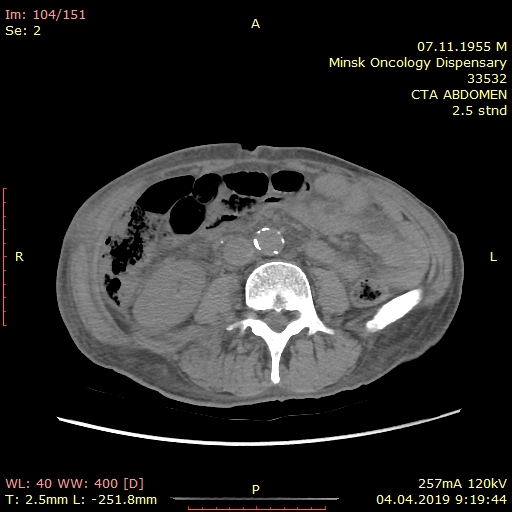 Im: 104/151
Se: 2
A
07.11.1955 M
Minsk Oncology Dispensary
33532
CTA ABDOMEN
2.5 stnd
R
L
WL: 40 WW: 400 [D]
T: 2.5mm L: -251.8mm
P
257mA 120kV
04.04.2019 9:19:44